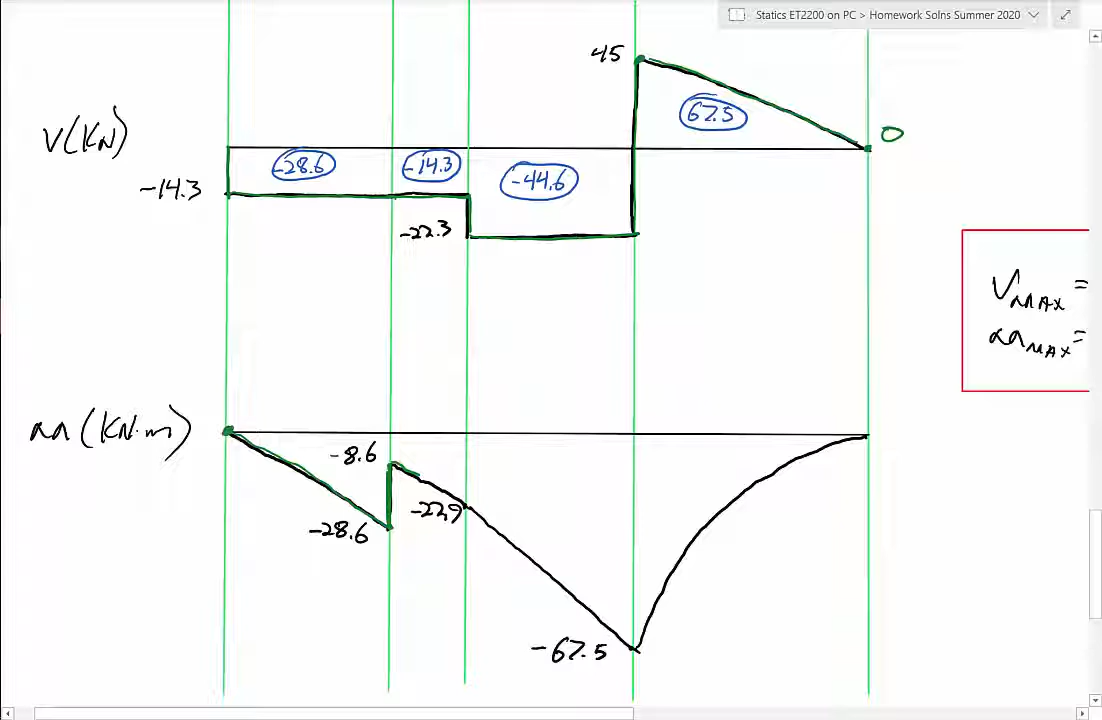 Statics ET2200 on PC > Homework Solns Summer 2020
45
67.5
0
V(KN)
-28.6
-14.3
-44.6
-14.3
-22.3
VMAX =
MMAX =
M(KN·m)
-8.6
-22.9
-28.6
-67.5